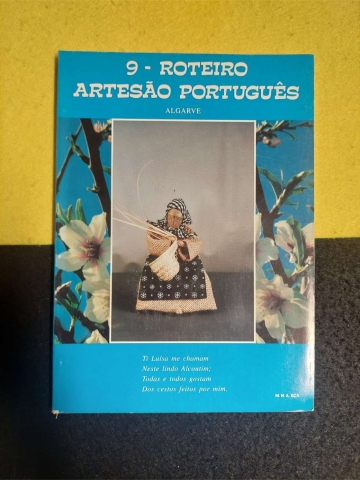 9 - ROTEIRO
ARTESÃO PORTUGUÊS
ALGARVE
Ti Luísa me chamam
Neste lindo Alcoutim;
Todas e todos gostam
Dos cestos feitos por mim.